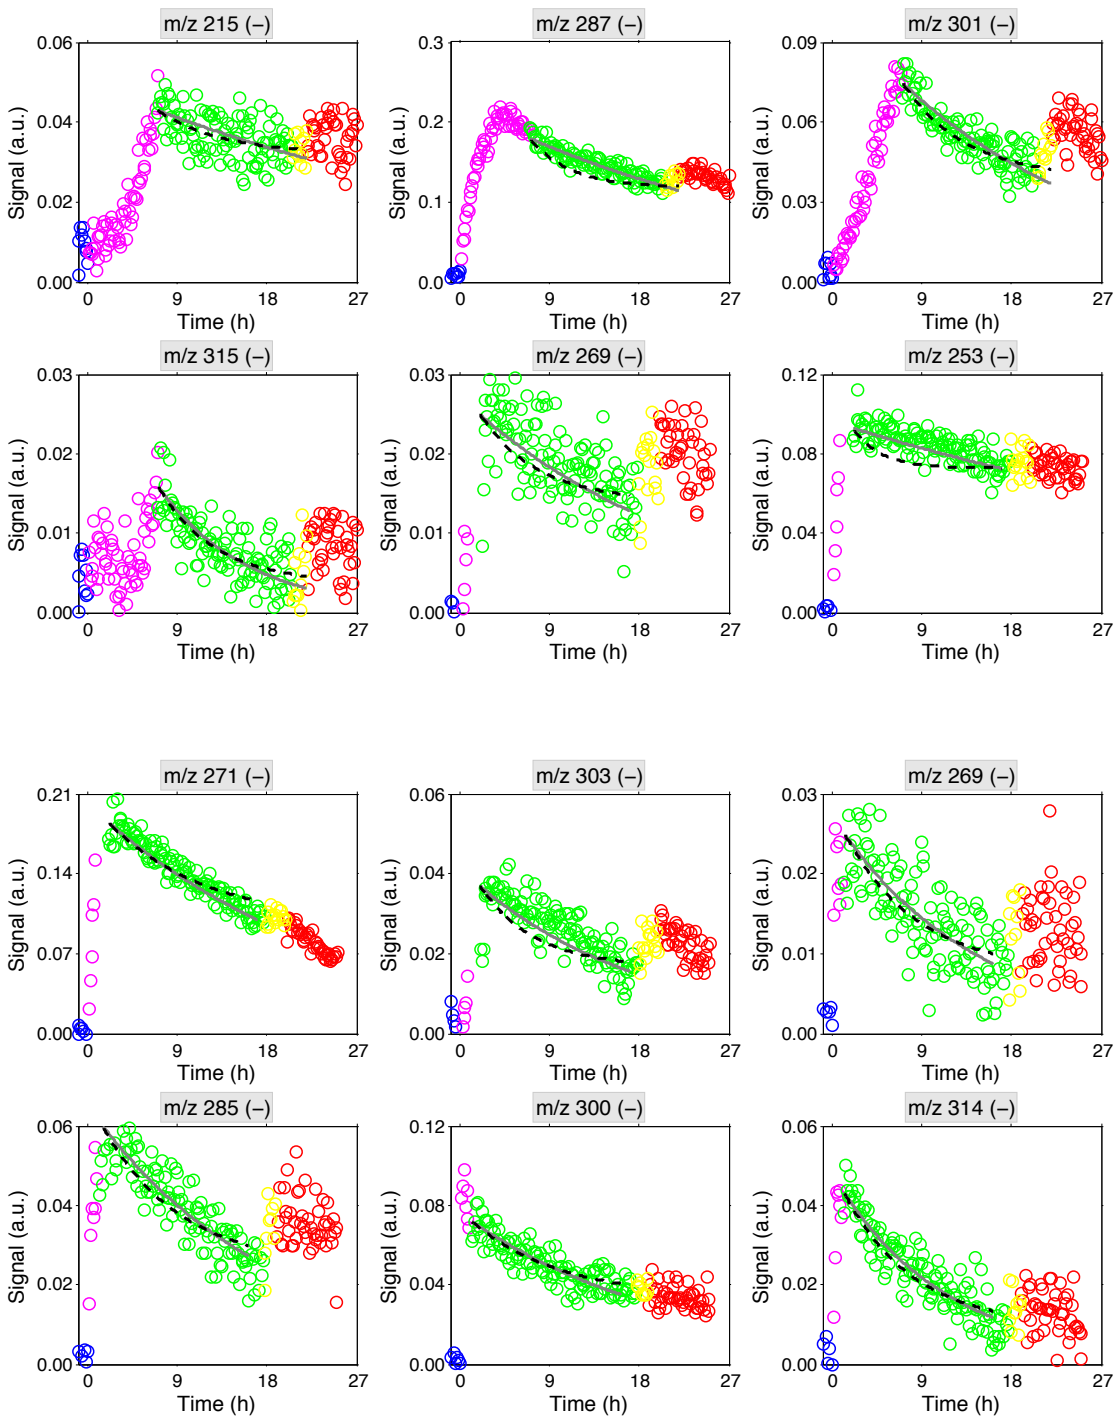 m/z 215 (−)
m/z 287 (−)
m/z 301 (−)
Signal (a.u.)
0.06
0.04
0.02
0.00
0 9 18 27
Time (h)
Signal (a.u.)
0.3
0.2
0.1
0.0
0 9 18 27
Time (h)
Signal (a.u.)
0.09
0.06
0.03
0.00
0 9 18 27
Time (h)
m/z 315 (−)
m/z 269 (−)
m/z 253 (−)
Signal (a.u.)
0.03
0.02
0.01
0.00
0 9 18 27
Time (h)
Signal (a.u.)
0.03
0.02
0.01
0.00
0 9 18 27
Time (h)
Signal (a.u.)
0.12
0.08
0.04
0.00
0 9 18 27
Time (h)
m/z 271 (−)
m/z 303 (−)
m/z 269 (−)
Signal (a.u.)
0.21
0.14
0.07
0.00
0 9 18 27
Time (h)
Signal (a.u.)
0.06
0.04
0.02
0.00
0 9 18 27
Time (h)
Signal (a.u.)
0.03
0.02
0.01
0.00
0 9 18 27
Time (h)
m/z 285 (−)
m/z 300 (−)
m/z 314 (−)
Signal (a.u.)
0.06
0.04
0.02
0.00
0 9 18 27
Time (h)
Signal (a.u.)
0.12
0.08
0.04
0.00
0 9 18 27
Time (h)
Signal (a.u.)
0.06
0.04
0.02
0.00
0 9 18 27
Time (h)